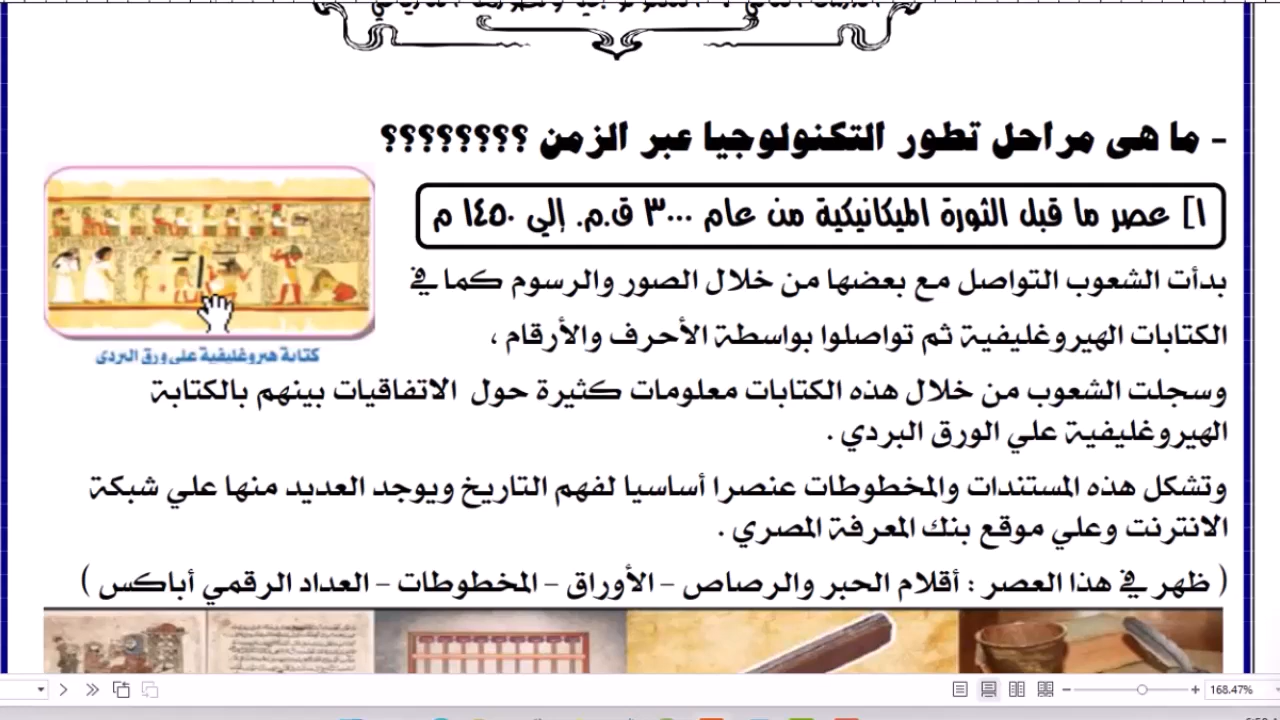 - ما هى مراحل تطور التكنولوجيا عبر الزمن ؟؟؟؟؟؟؟؟
١] عصر ما قبل الثورة الميكانيكية من عام ٣٠٠٠ ق.م. إلي ١٤٥٠ م
بدأت الشعوب التواصل مع بعضها من خلال الصور والرسوم كما في
الكتابات الهيروغليفية ثم تواصلوا بواسطة الأحرف والأرقام ،
كتابة هيروغليفية على ورق البردى
وسجلت الشعوب من خلال هذه الكتابات معلومات كثيرة حول الاتفاقيات بينهم بالكتابة
الهيروغليفية علي الورق البردي .
وتشكل هذه المستندات والمخطوطات عنصرا أساسيا لفهم التاريخ ويوجد العديد منها علي شبكة
الانترنت وعلي موقع بنك المعرفة المصري .
( ظهر في هذا العصر : أقلام الحبر والرصاص – الأوراق – المخطوطات – العداد الرقمي أباكس )
168.47%